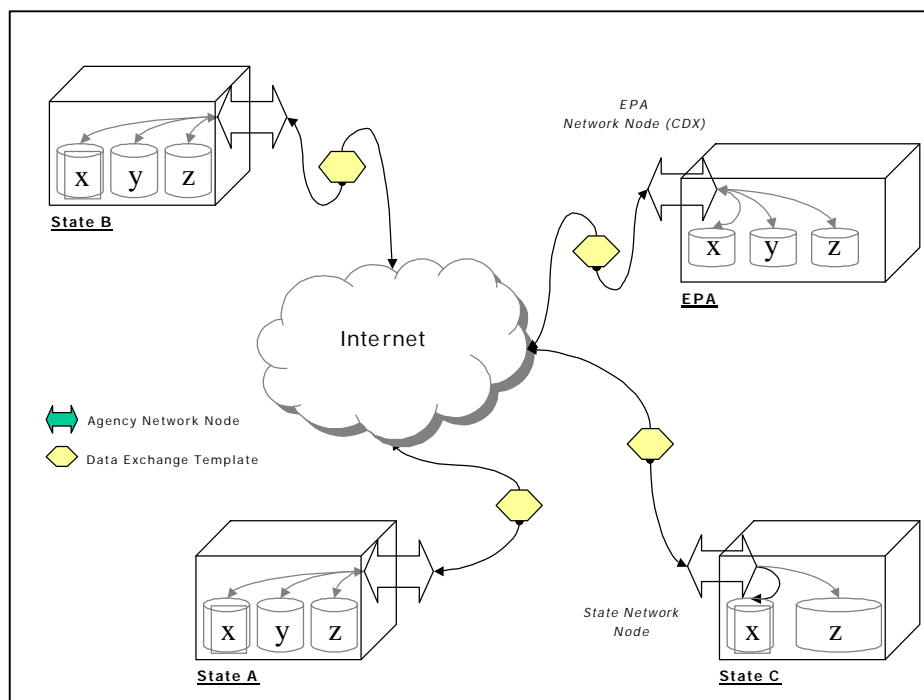 EPA
Network Node (CDX)
x y z
State B
x y z
EPA
Internet
Agency Network Node
Data Exchange Template
x y z
State A
State Network
Node
x z
State C